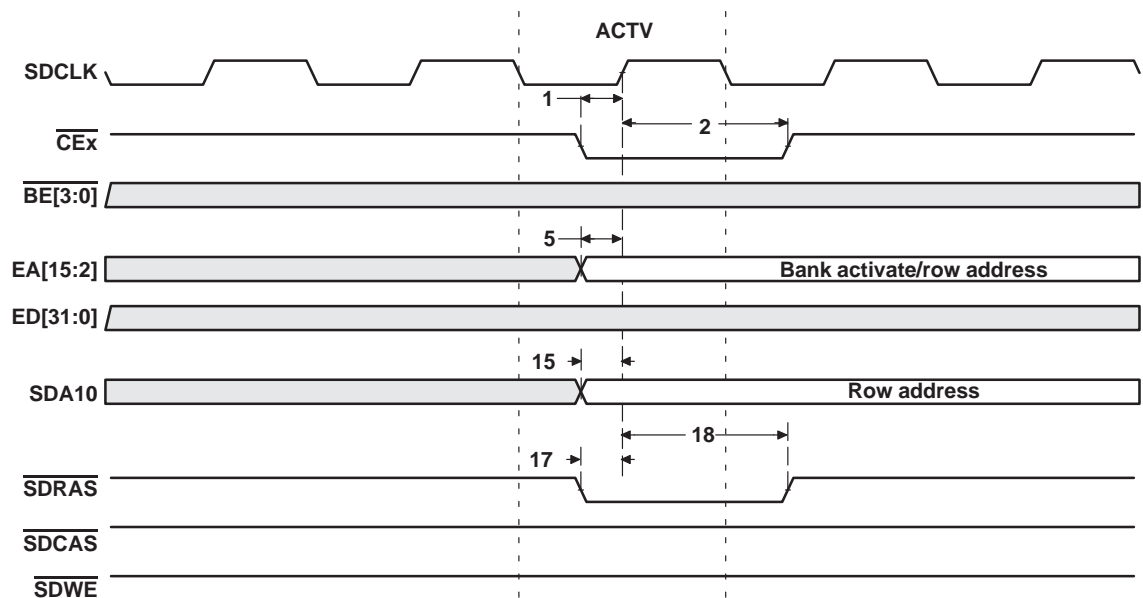 ACTV
SDCLK
1
CEx
2
BE[3:0]
5
EA[15:2]
Bank activate/row address
ED[31:0]
15
SDA10
Row address
18
17
SDRAS
SDCAS
SDWE